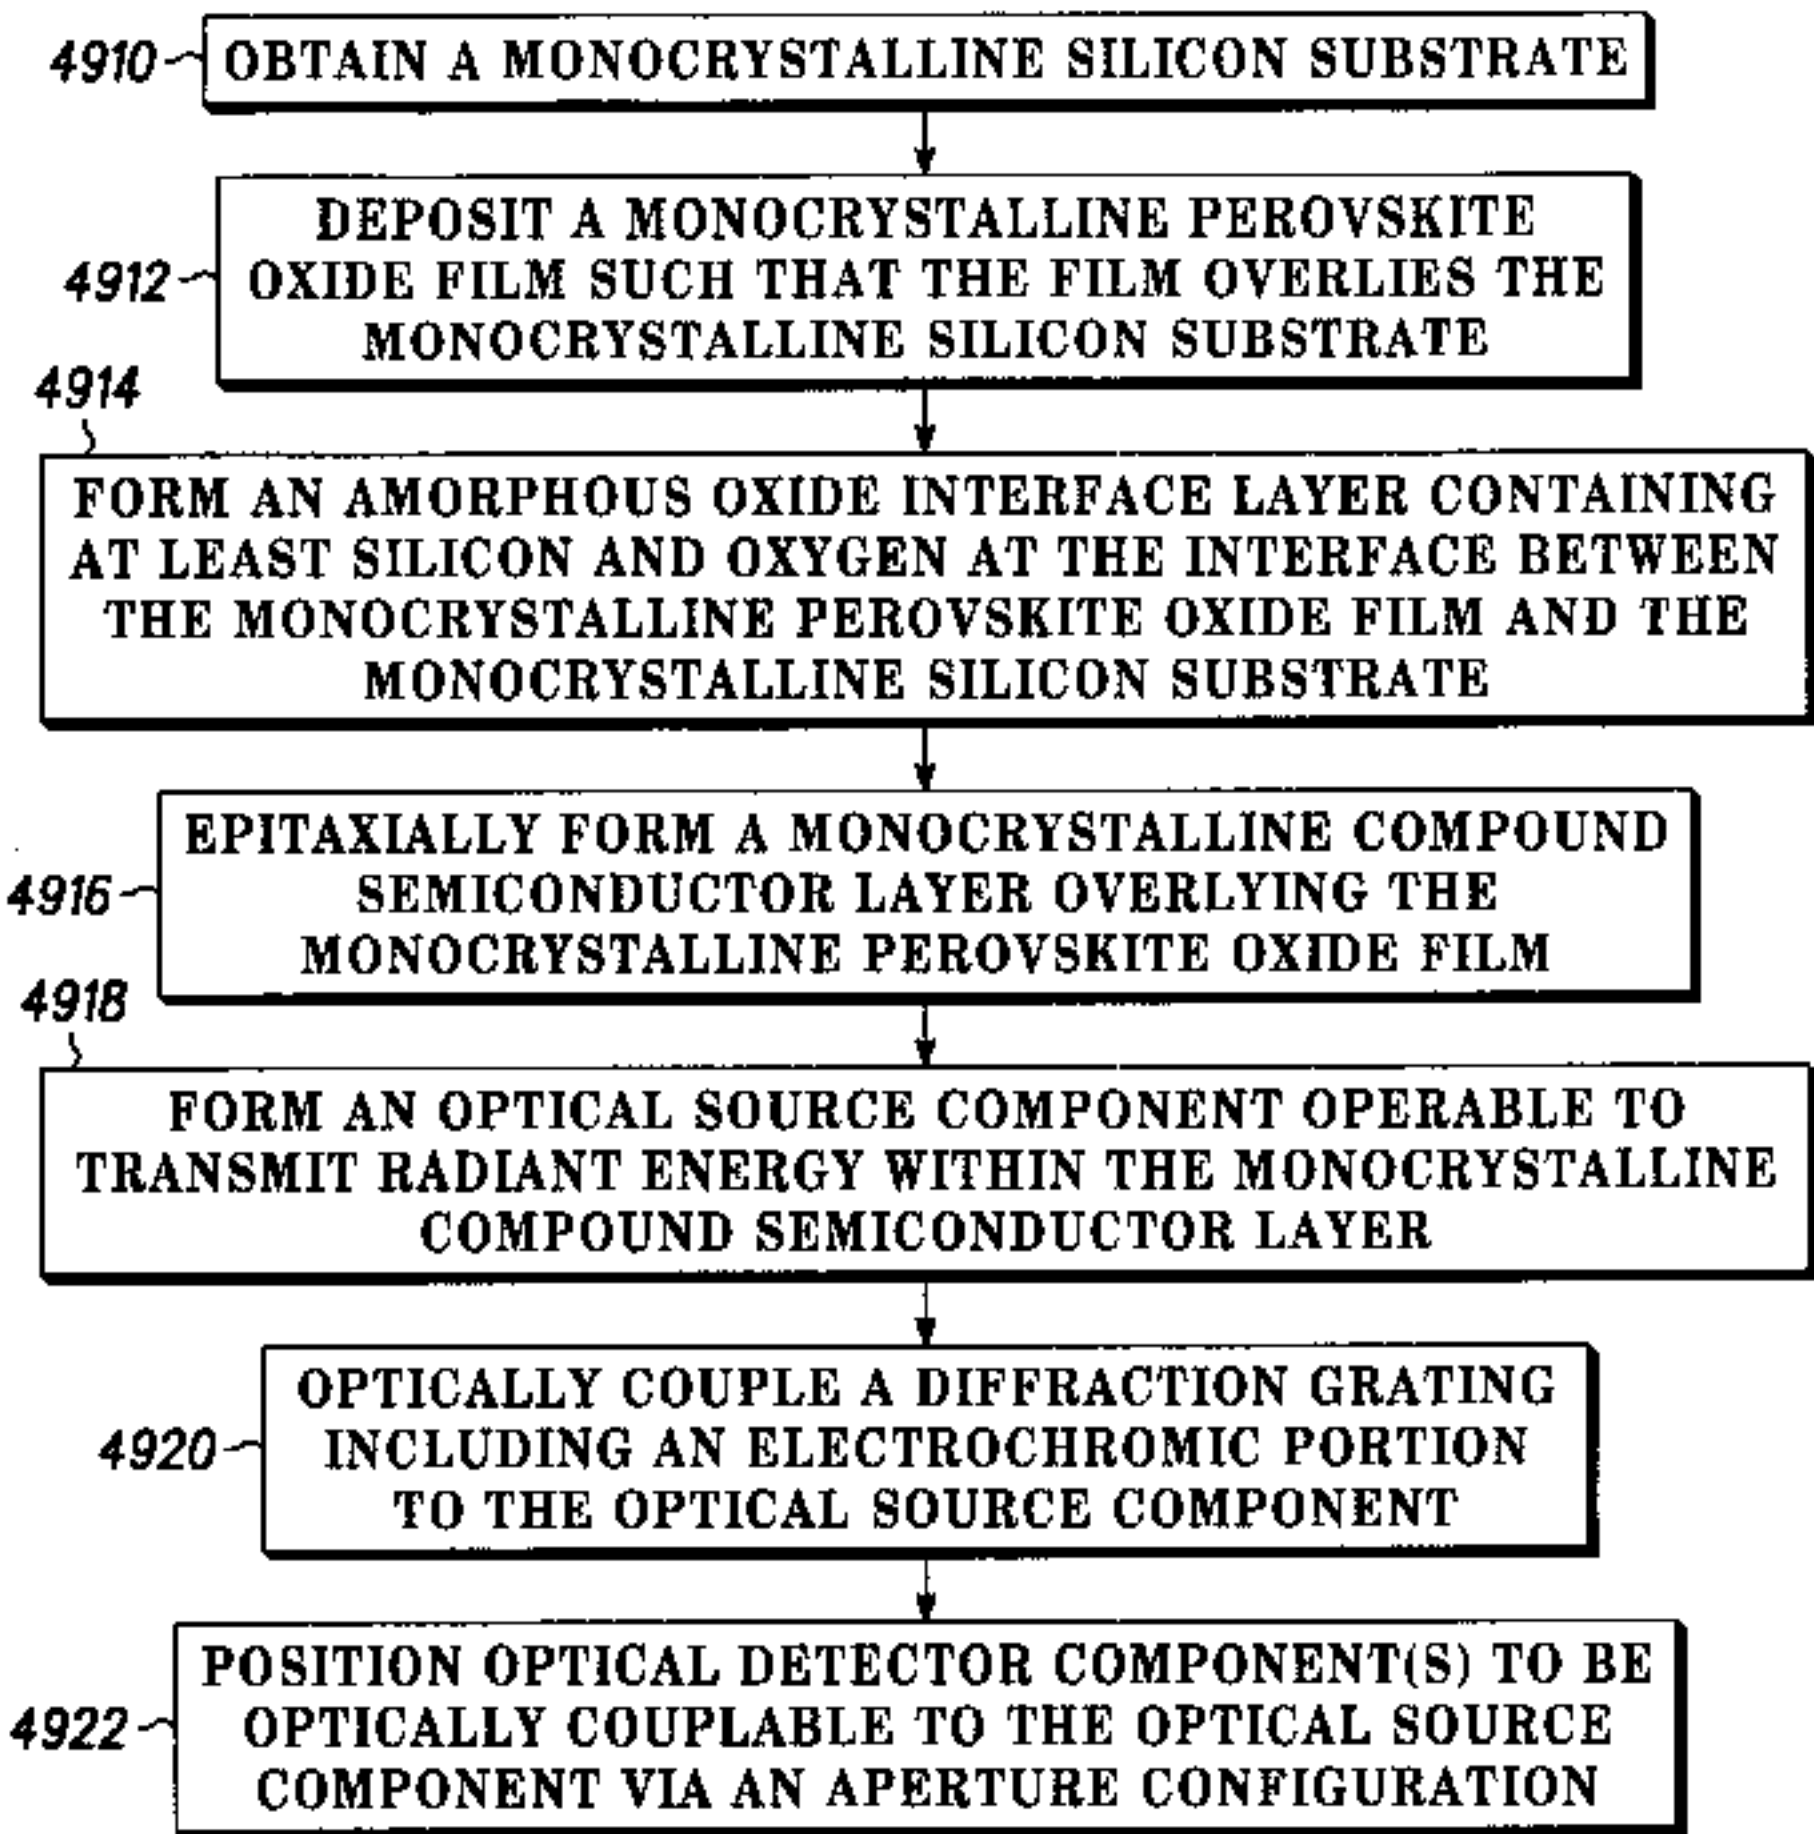 4910
OBTAIN A MONOCRYSTALLINE SILICON SUBSTRATE
4912
DEPOSIT A MONOCRYSTALLINE PEROVSKITE
OXIDE FILM SUCH THAT THE FILM OVERLIES THE
MONOCRYSTALLINE SILICON SUBSTRATE
4914
FORM AN AMORPHOUS OXIDE INTERFACE LAYER CONTAINING
AT LEAST SILICON AND OXYGEN AT THE INTERFACE BETWEEN
THE MONOCRYSTALLINE PEROVSKITE OXIDE FILM AND THE
MONOCRYSTALLINE SILICON SUBSTRATE
4916
EPITAXIALLY FORM A MONOCRYSTALLINE COMPOUND
SEMICONDUCTOR LAYER OVERLYING THE
MONOCRYSTALLINE PEROVSKITE OXIDE FILM
4918
FORM AN OPTICAL SOURCE COMPONENT OPERABLE TO
TRANSMIT RADIANT ENERGY WITHIN THE MONOCRYSTALLINE
COMPOUND SEMICONDUCTOR LAYER
4920
OPTICALLY COUPLE A DIFFRACTION GRATING
INCLUDING AN ELECTROCHROMIC PORTION
TO THE OPTICAL SOURCE COMPONENT
4922
POSITION OPTICAL DETECTOR COMPONENT(S) TO BE
OPTICALLY COUPLABLE TO THE OPTICAL SOURCE
COMPONENT VIA AN APERTURE CONFIGURATION